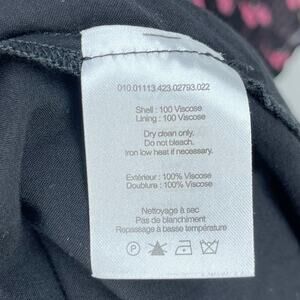 010.01113.423.02793.022
Shell : 100 Viscose
Lining : 100 Viscose
Dry clean only.
Do not bleach.
Iron low heat if necessary.
Extérieur : 100% Viscose
Doublure : 100% Viscose
Nettoyage à sec
Pas de blanchiment
Repassage à basse température
P